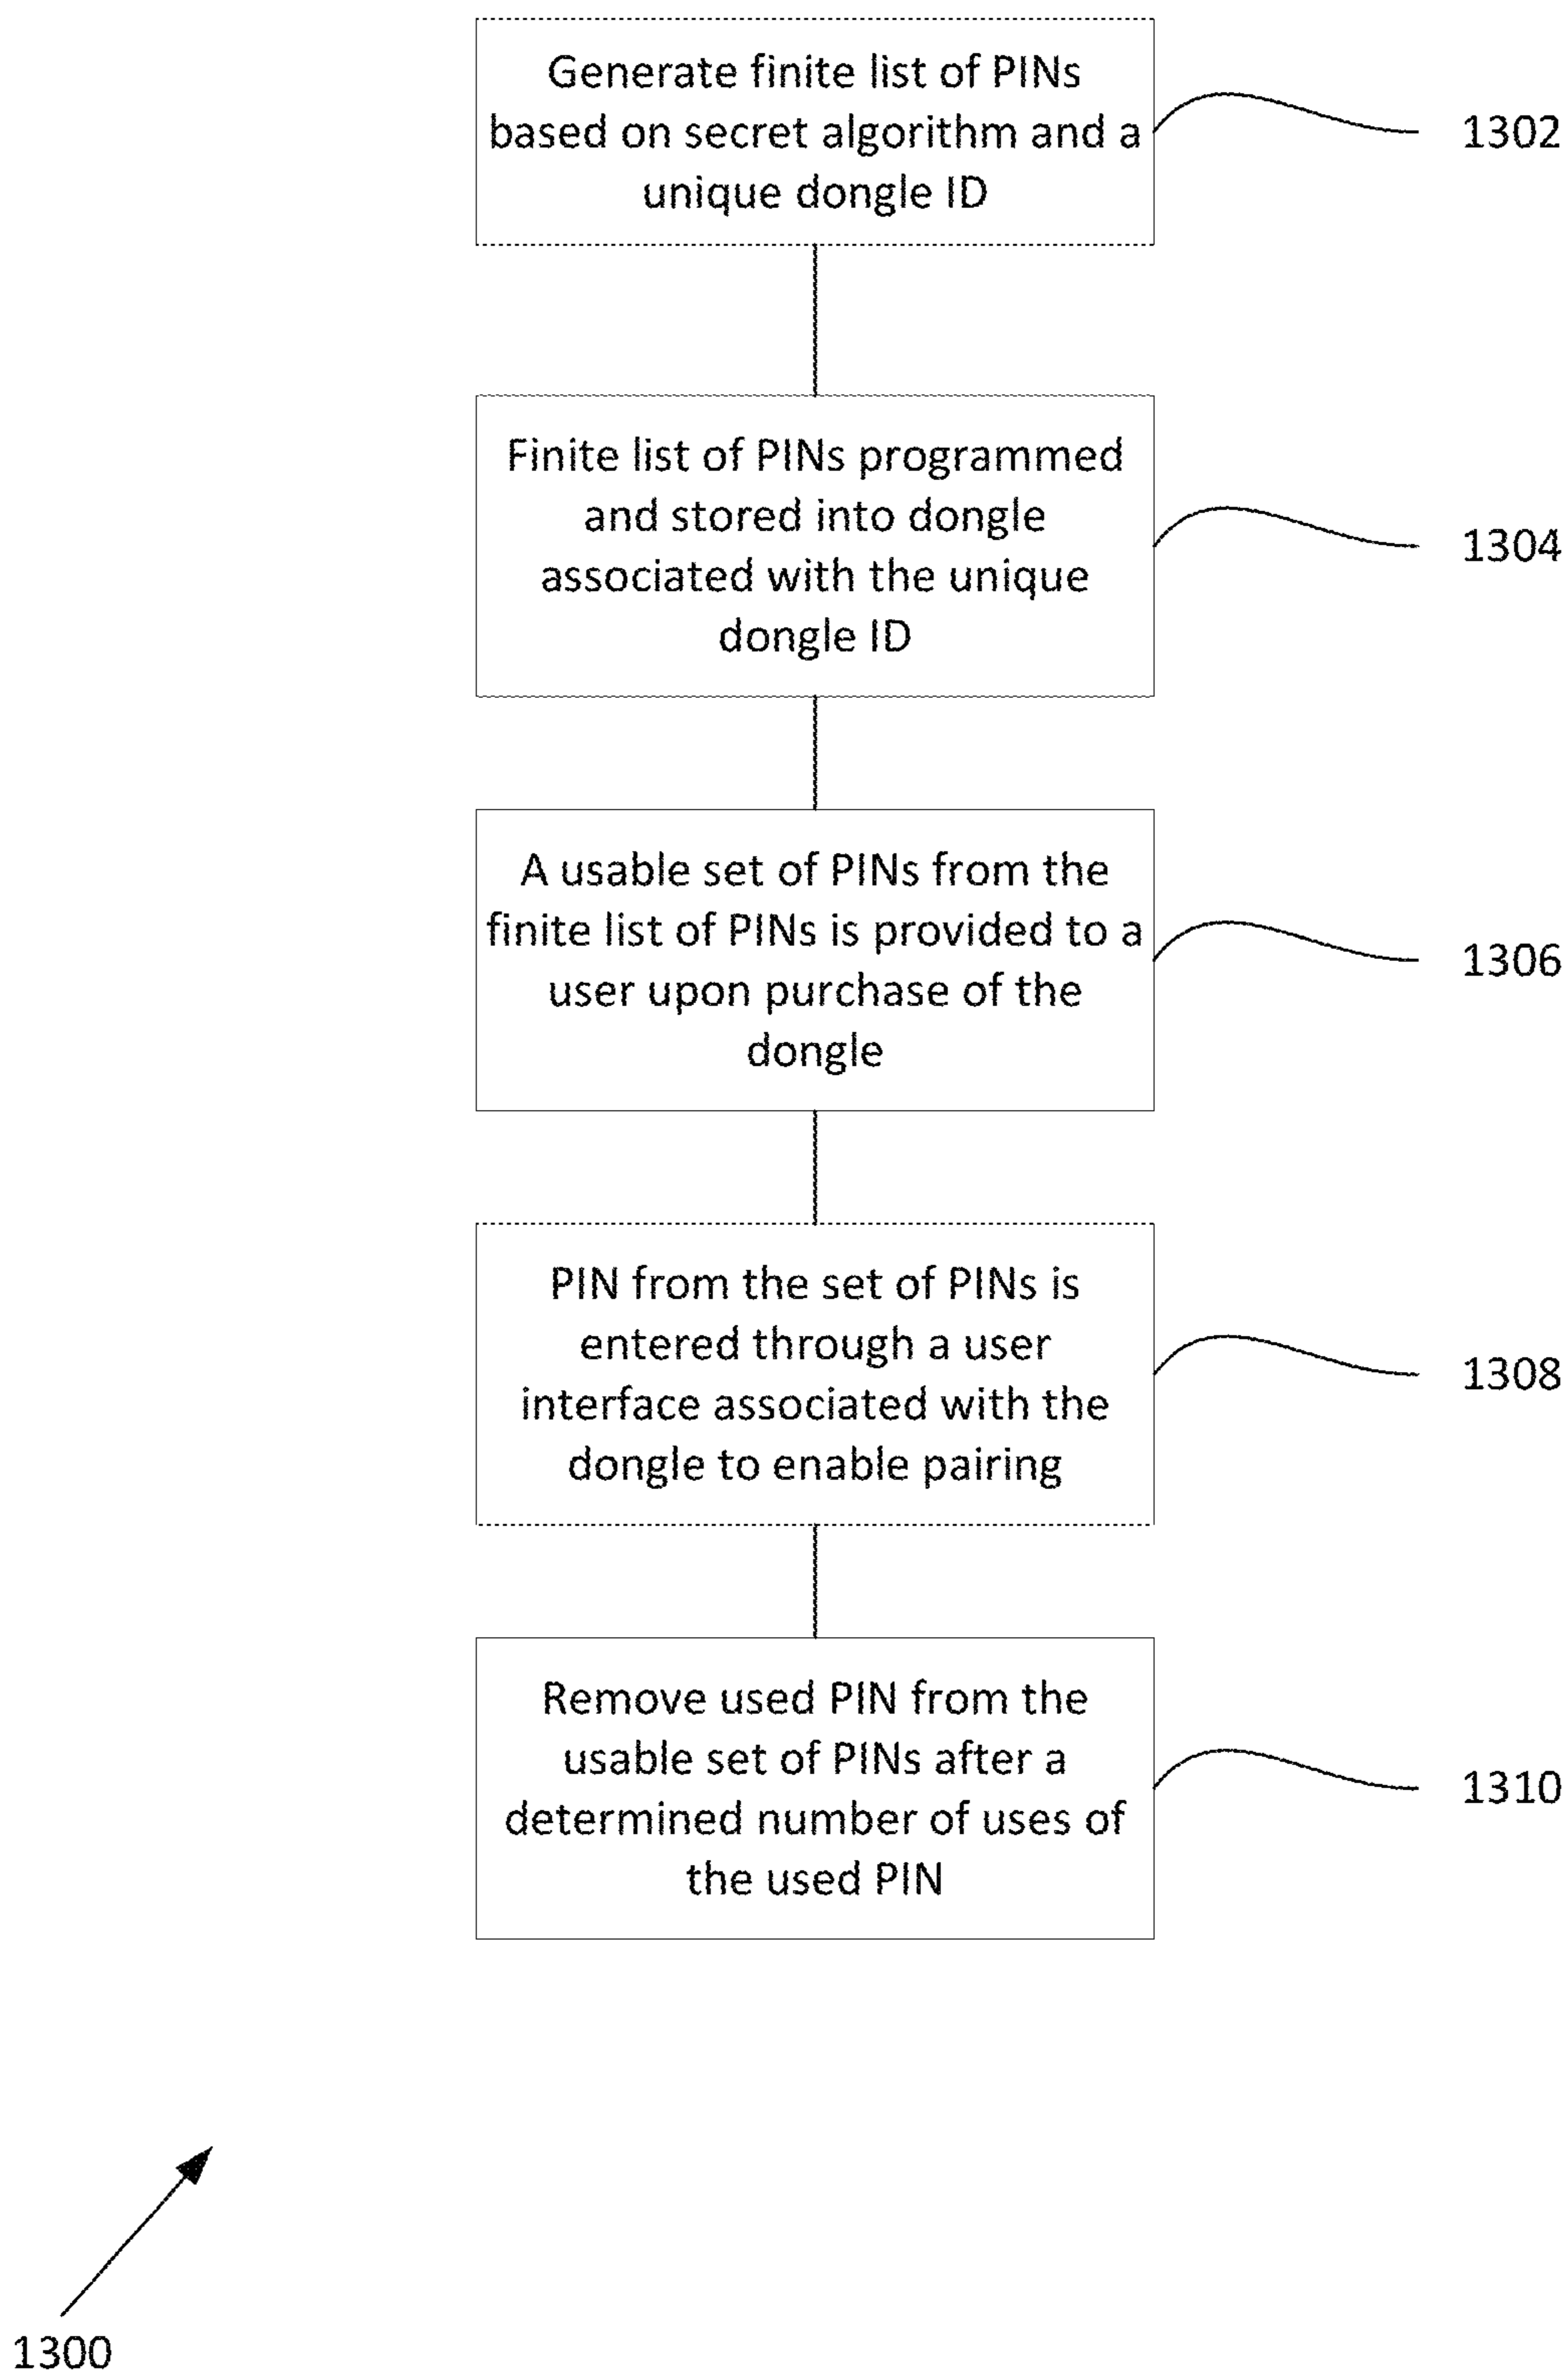 Generate finite list of PINs
based on secret algorithm and a
unique dongle ID
1302
Finite list of PINs programmed
and stored into dongle
associated with the unique
dongle ID
1304
A usable set of PINs from the
finite list of PINs is provided to a
user upon purchase of the
dongle
1306
PIN from the set of PINs is
entered through a user
interface associated with the
dongle to enable pairing
1308
Remove used PIN from the
usable set of PINs after a
determined number of uses of
the used PIN
1310
1300